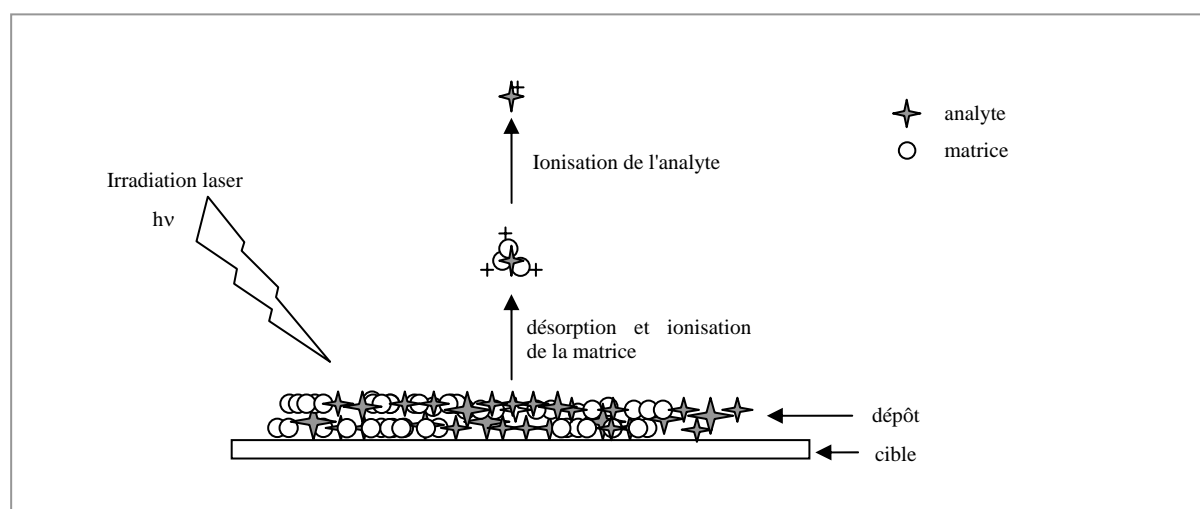 analyte
matrice
Ionisation de l'analyte
Irradiation laser
hν
désorption et ionisation
de la matrice
dépôt
cible